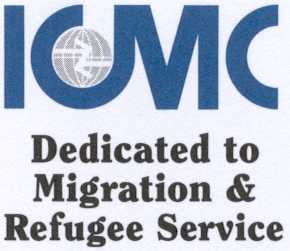 ICMC
Dedicated to
Migration &
Refugee Service